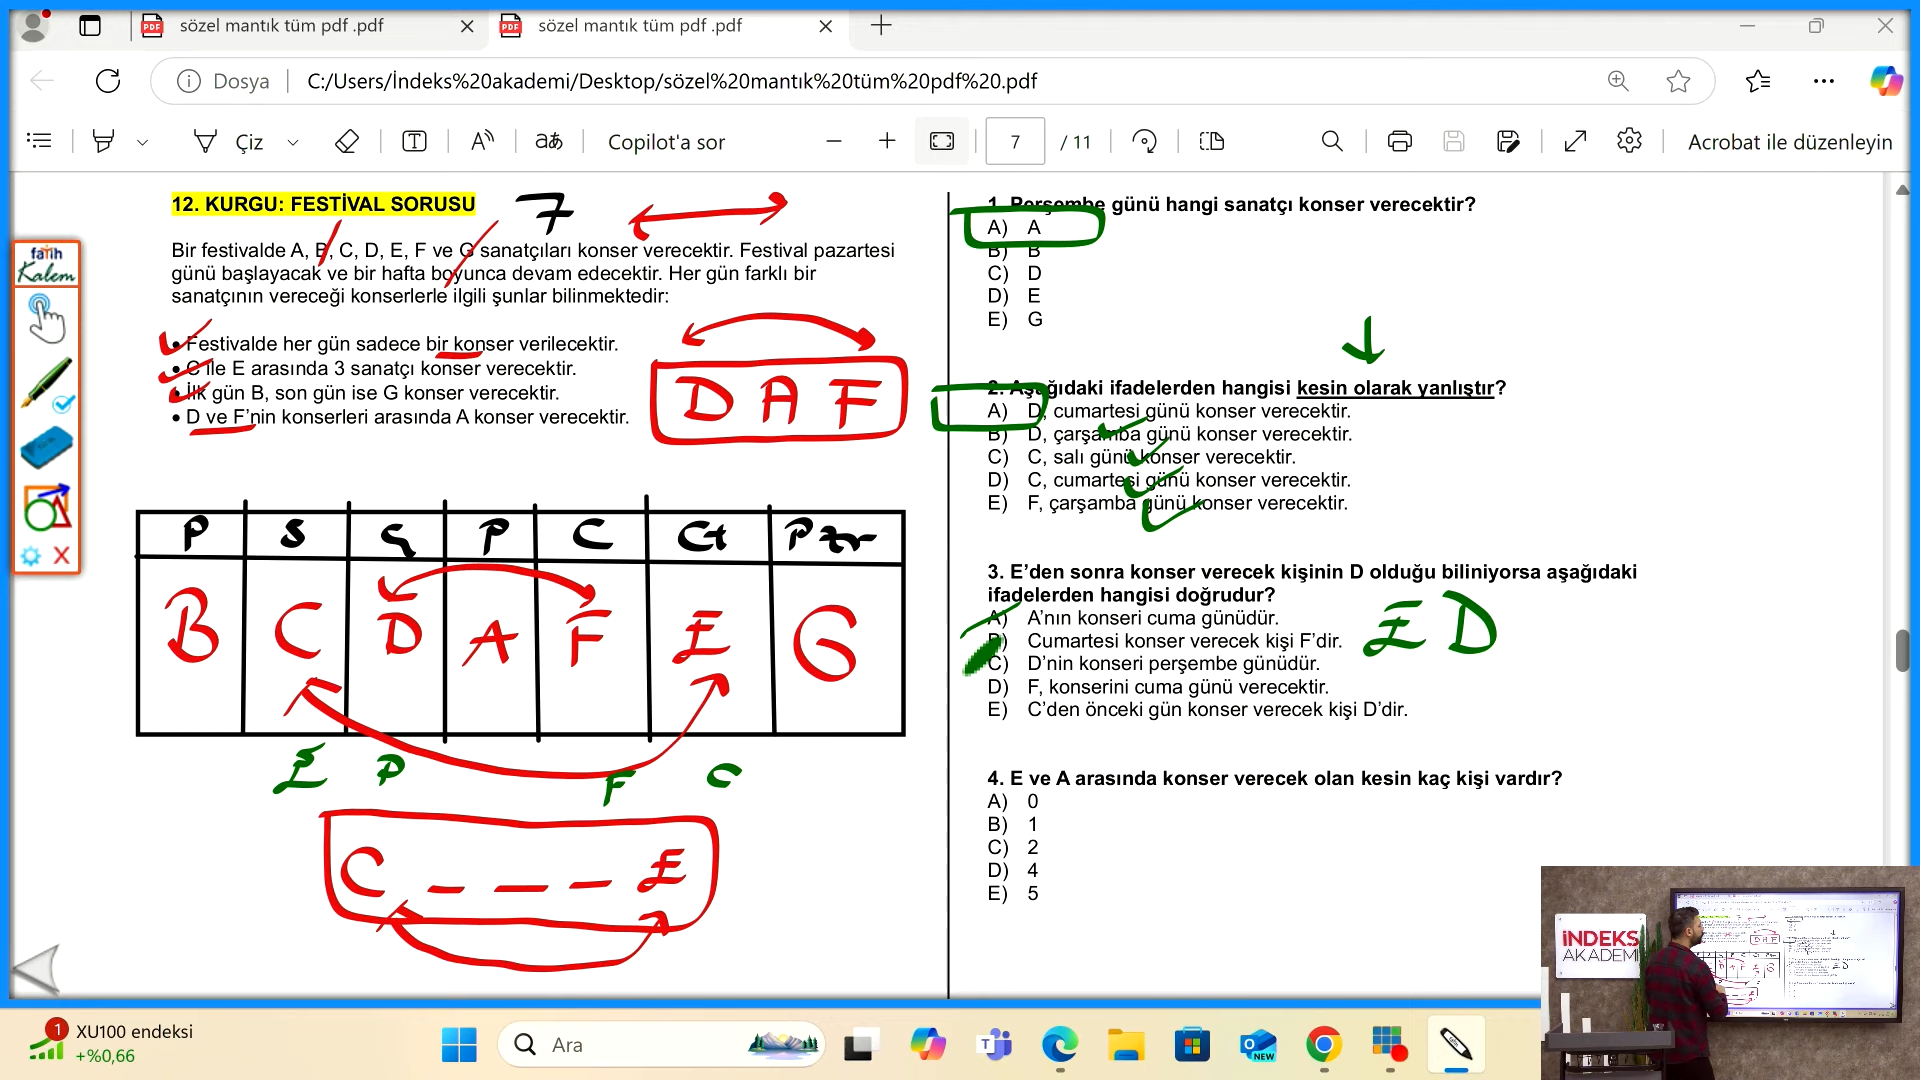 sözel mantık tüm pdf .pdf
sözel mantık tüm pdf .pdf
Dosya
C:/Users/İndeks%20akademi/Desktop/sözel%20mantık%20tüm%20pdf%20.pdf
Çiz
T
aあ
Copilot'a sor
7
/ 11
Acrobat ile düzenleyin
fatih
Kalem
12. KURGU: FESTİVAL SORUSU
7
Bir festivalde A, B, C, D, E, F ve G sanatçıları konser verecektir. Festival pazartesi
günü başlayacak ve bir hafta boyunca devam edecektir. Her gün farklı bir
sanatçının vereceği konserlerle ilgili şunlar bilinmektedir:
• Festivalde her gün sadece bir konser verilecektir.
• C ile E arasında 3 sanatçı konser verecektir.
• İlk gün B, son gün ise G konser verecektir.
• D ve F'nin konserleri arasında A konser verecektir.
D A F
P S Ç P C Ct Pzr
B C D A F E G
E D F C
C _ _ _ E
1. Perşembe günü hangi sanatçı konser verecektir?
A) A
B) B
C) D
D) E
E) G
2. Aşağıdaki ifadelerden hangisi kesin olarak yanlıştır?
A) D, cumartesi günü konser verecektir.
B) D, çarşamba günü konser verecektir.
C) C, salı günü konser verecektir.
D) C, cumartesi günü konser verecektir.
E) F, çarşamba günü konser verecektir.
3. E'den sonra konser verecek kişinin D olduğu biliniyorsa aşağıdaki
ifadelerden hangisi doğrudur?
A) A'nın konseri cuma günüdür.
B) Cumartesi konser verecek kişi F'dir.
C) D'nin konseri perşembe günüdür.
D) F, konserini cuma günü verecektir.
E) C'den önceki gün konser verecek kişi D'dir.
E D
4. E ve A arasında konser verecek olan kesin kaç kişi vardır?
A) 0
B) 1
C) 2
D) 4
E) 5
İNDEKS
AKADEMİ
1
XU100 endeksi
+%0,66
Ara
NEW